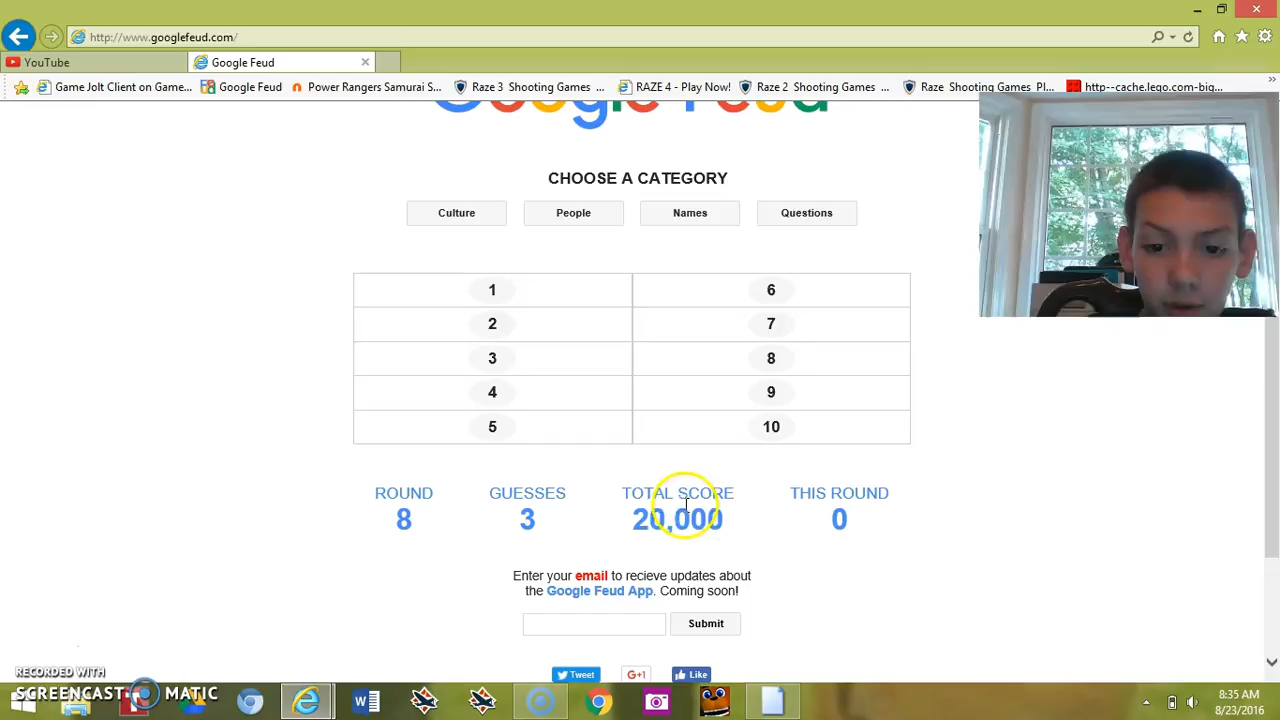 http://www.googlefeud.com/
YouTube
Google Feud
Game Jolt Client on Game...
Google Feud
Power Rangers Samurai S...
Raze 3 Shooting Games ...
RAZE 4 - Play Now!
Raze 2 Shooting Games ...
Raze Shooting Games Pl...
http--cache.lego.com-big...
Google Feud
CHOOSE A CATEGORY
Culture
People
Names
Questions
1
6
2
7
3
8
4
9
5
10
ROUND
GUESSES
TOTAL SCORE
THIS ROUND
8
3
20,000
0
Enter your email to recieve updates about
the Google Feud App. Coming soon!
Submit
Tweet
G+1
Like
RECORDED WITH
SCREENCAST MATIC
8:35 AM
8/23/2016